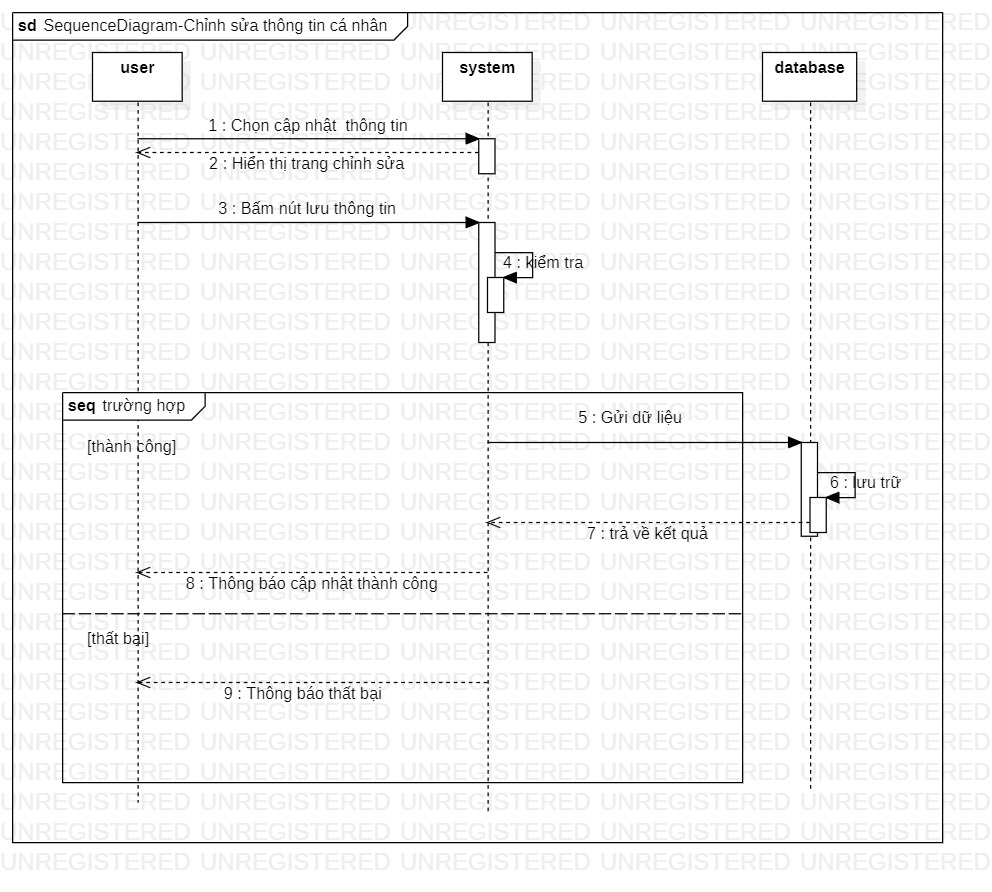 sd SequenceDiagram-Chỉnh sửa thông tin cá nhân
user
system
database
1 : Chọn cập nhật  thông tin
2 : Hiển thị trang chỉnh sửa
3 : Bấm nút lưu thông tin
4 : kiểm tra
seq trường hợp
5 : Gửi dữ liệu
[thành công]
6 : lưu trữ
7 : trả về kết quả
8 : Thông báo cập nhật thành công
[thất bại]
9 : Thông báo thất bại
UNREGISTERED